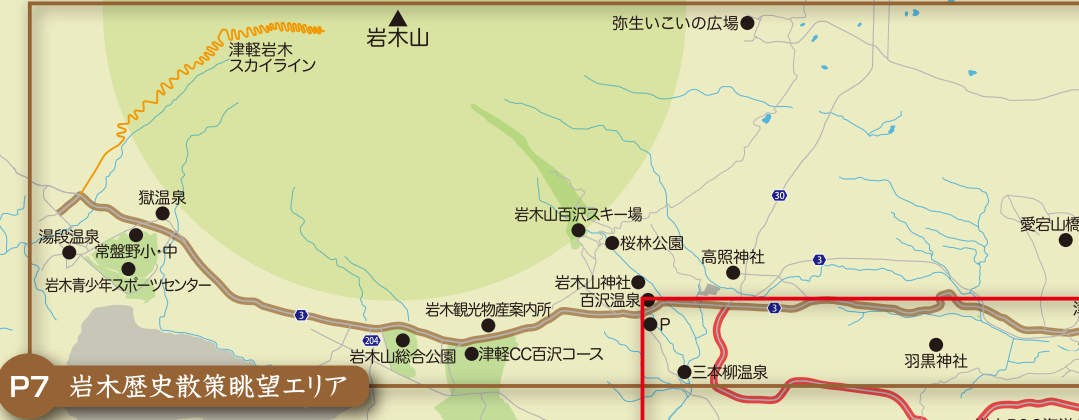 岩木山
弥生いこいの広場
津軽岩木
スカイライン
30
獄温泉
湯段温泉
常盤野小・中
岩木青少年スポーツセンター
岩木山百沢スキー場
桜林公園
愛宕山橋
高照神社
3
岩木山神社
百沢温泉
3
3
岩木観光物産案内所
P
204
岩木山総合公園
津軽CC百沢コース
羽黒神社
三本柳温泉
P7 岩木歴史散策眺望エリア